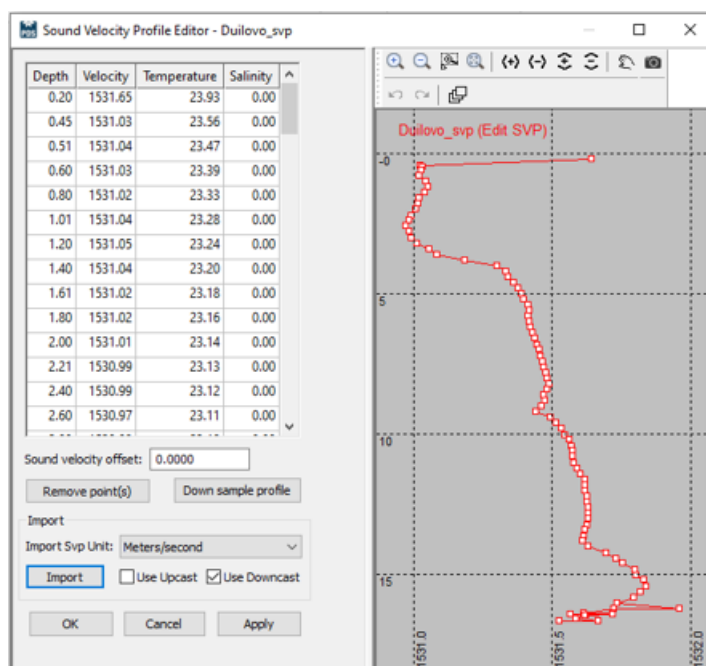 POS Sound Velocity Profile Editor - Duilovo_svp
Depth Velocity Temperature Salinity
0.20 1531.65 23.93 0.00
0.45 1531.03 23.56 0.00
0.51 1531.04 23.47 0.00
0.60 1531.03 23.39 0.00
0.80 1531.02 23.33 0.00
1.01 1531.04 23.28 0.00
1.20 1531.05 23.24 0.00
1.40 1531.04 23.20 0.00
1.61 1531.02 23.18 0.00
1.80 1531.02 23.16 0.00
2.00 1531.01 23.14 0.00
2.21 1530.99 23.13 0.00
2.40 1530.99 23.12 0.00
2.60 1530.97 23.11 0.00
Sound velocity offset: 0.0000
Remove point(s) Down sample profile
Import
Import Svp Unit: Meters/second
Import Use Upcast Use Downcast
OK Cancel Apply
Duilovo_svp (Edit SVP)
-0
5
10
15
1531.0 1531.5 1532.0